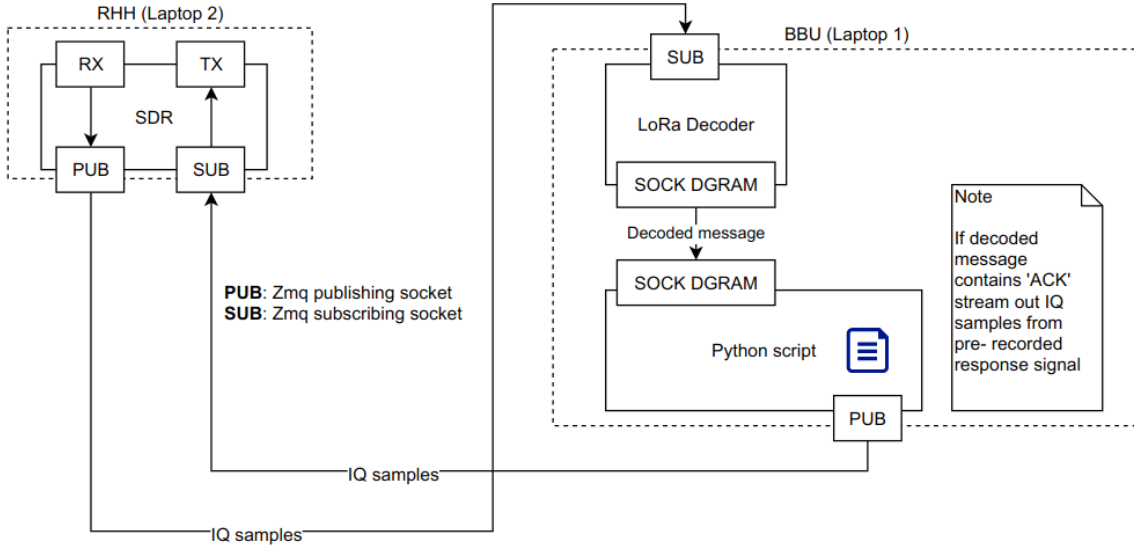 RHH (Laptop 2)
RX
TX
SDR
PUB
SUB
BBU (Laptop 1)
SUB
LoRa Decoder
SOCK DGRAM
Decoded message
SOCK DGRAM
Python script
PUB
Note
If decoded
message
contains 'ACK'
stream out IQ
samples from
pre- recorded
response signal
PUB: Zmq publishing socket
SUB: Zmq subscribing socket
IQ samples
IQ samples